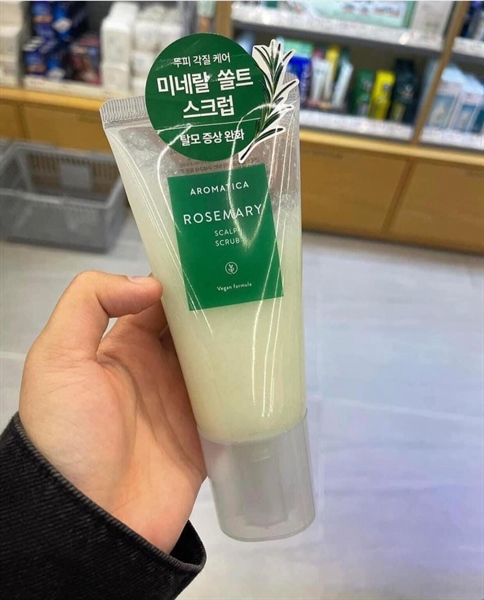 두피 각질 케어
미네랄 쏠트
스크럽
탈모 증상 완화
AROMATICA
ROSEMARY
SCALP
SCRUB
Vegan formula